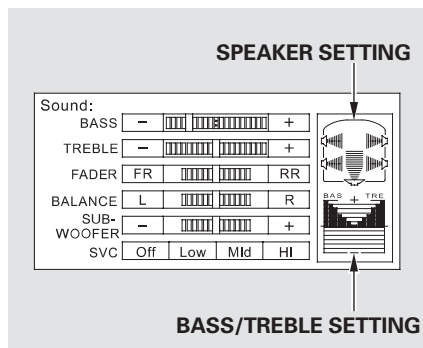 SPEAKER SETTING
Sound:
BASS − +
TREBLE − +
FADER FR RR
BALANCE L R
SUB-
WOOFER − +
SVC Off Low Mid HI
BAS + TRE
BASS/TREBLE SETTING